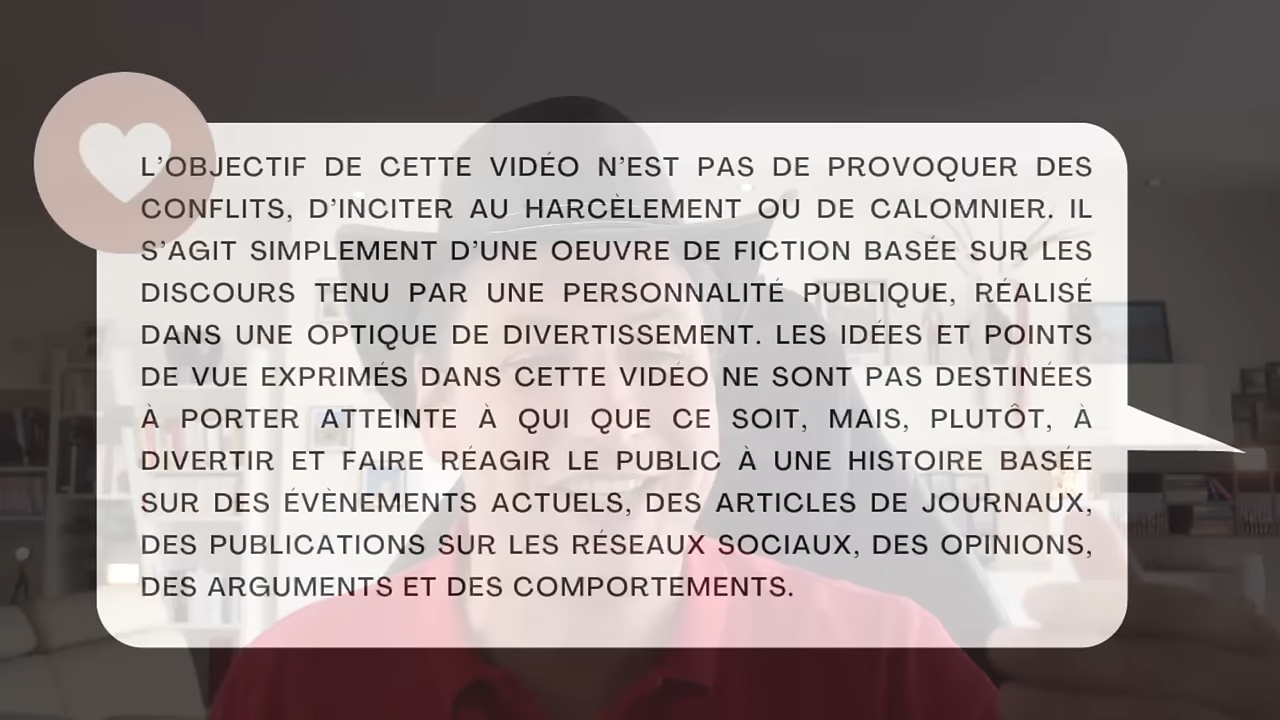 L'OBJECTIF DE CETTE VIDÉO N'EST PAS DE PROVOQUER DES
CONFLITS, D'INCITER AU HARCÈLEMENT OU DE CALOMNIER. IL
S'AGIT SIMPLEMENT D'UNE OEUVRE DE FICTION BASÉE SUR LES
DISCOURS TENU PAR UNE PERSONNALITÉ PUBLIQUE, RÉALISÉ
DANS UNE OPTIQUE DE DIVERTISSEMENT. LES IDÉES ET POINTS
DE VUE EXPRIMÉS DANS CETTE VIDÉO NE SONT PAS DESTINÉES
À PORTER ATTEINTE À QUI QUE CE SOIT, MAIS, PLUTÔT, À
DIVERTIR ET FAIRE RÉAGIR LE PUBLIC À UNE HISTOIRE BASÉE
SUR DES ÉVÈNEMENTS ACTUELS, DES ARTICLES DE JOURNAUX,
DES PUBLICATIONS SUR LES RÉSEAUX SOCIAUX, DES OPINIONS,
DES ARGUMENTS ET DES COMPORTEMENTS.